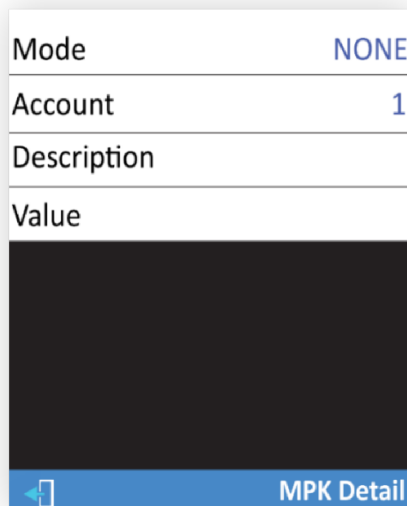 Mode NONE
Account 1
Description
Value
MPK Detail